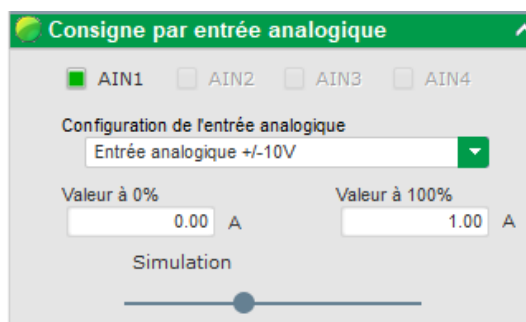 Consigne par entrée analogique
AIN1 AIN2 AIN3 AIN4
Configuration de l'entrée analogique
Entrée analogique +/-10V
Valeur à 0% Valeur à 100%
0.00 A 1.00 A
Simulation